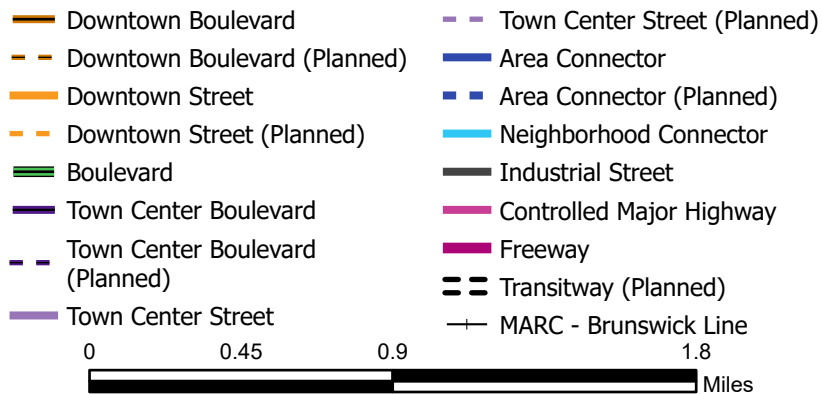 Downtown Boulevard
Downtown Boulevard (Planned)
Downtown Street
Downtown Street (Planned)
Boulevard
Town Center Boulevard
Town Center Boulevard
(Planned)
Town Center Street
Town Center Street (Planned)
Area Connector
Area Connector (Planned)
Neighborhood Connector
Industrial Street
Controlled Major Highway
Freeway
Transitway (Planned)
MARC - Brunswick Line
0 0.45 0.9 1.8
Miles